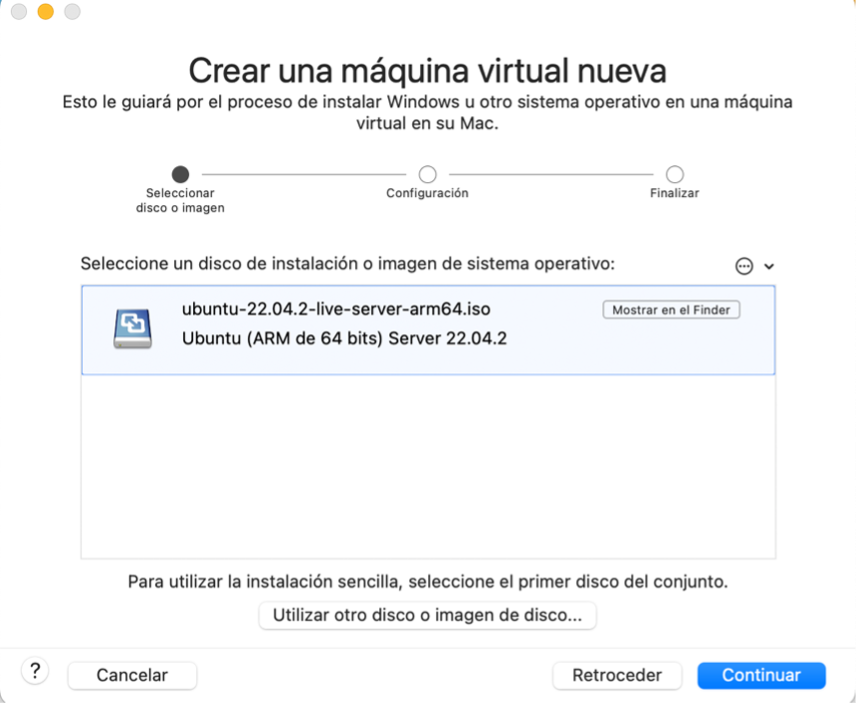 Crear una máquina virtual nueva
Esto le guiará por el proceso de instalar Windows u otro sistema operativo en una máquina
virtual en su Mac.
Seleccionar
disco o imagen
Configuración
Finalizar
Seleccione un disco de instalación o imagen de sistema operativo:
ubuntu-22.04.2-live-server-arm64.iso
Mostrar en el Finder
Ubuntu (ARM de 64 bits) Server 22.04.2
Para utilizar la instalación sencilla, seleccione el primer disco del conjunto.
Utilizar otro disco o imagen de disco...
?
Cancelar
Retroceder
Continuar